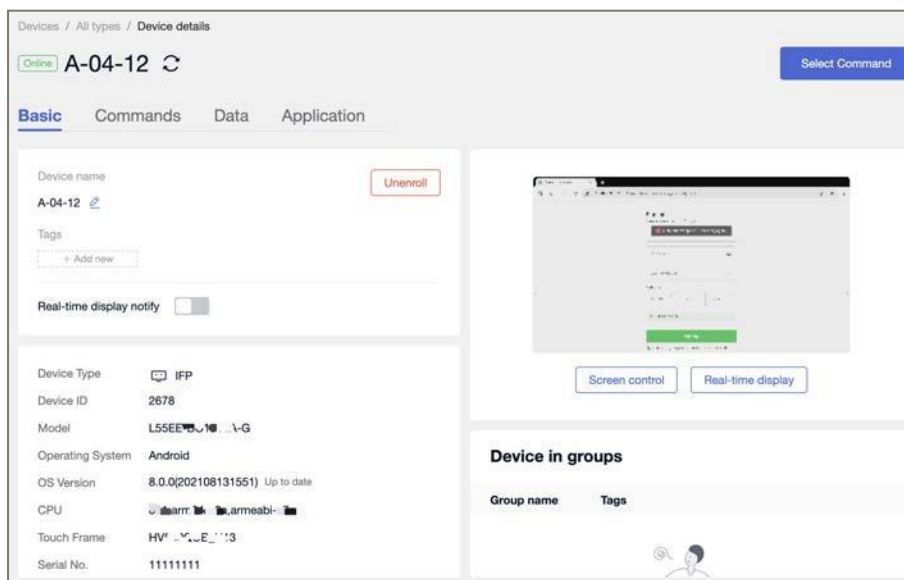 Devices / All types / Device details
Online A-04-12
Select Command
Basic Commands Data Application
Device name
Unenroll
A-04-12
Tags
+ Add new
Real-time display notify
Screen control Real-time display
Device Type IFP
Device ID 2678
Model
Operating System Android
OS Version 8.0.0(202108131551) Up to date
CPU
Touch Frame
Serial No. 11111111
Device in groups
Group name Tags